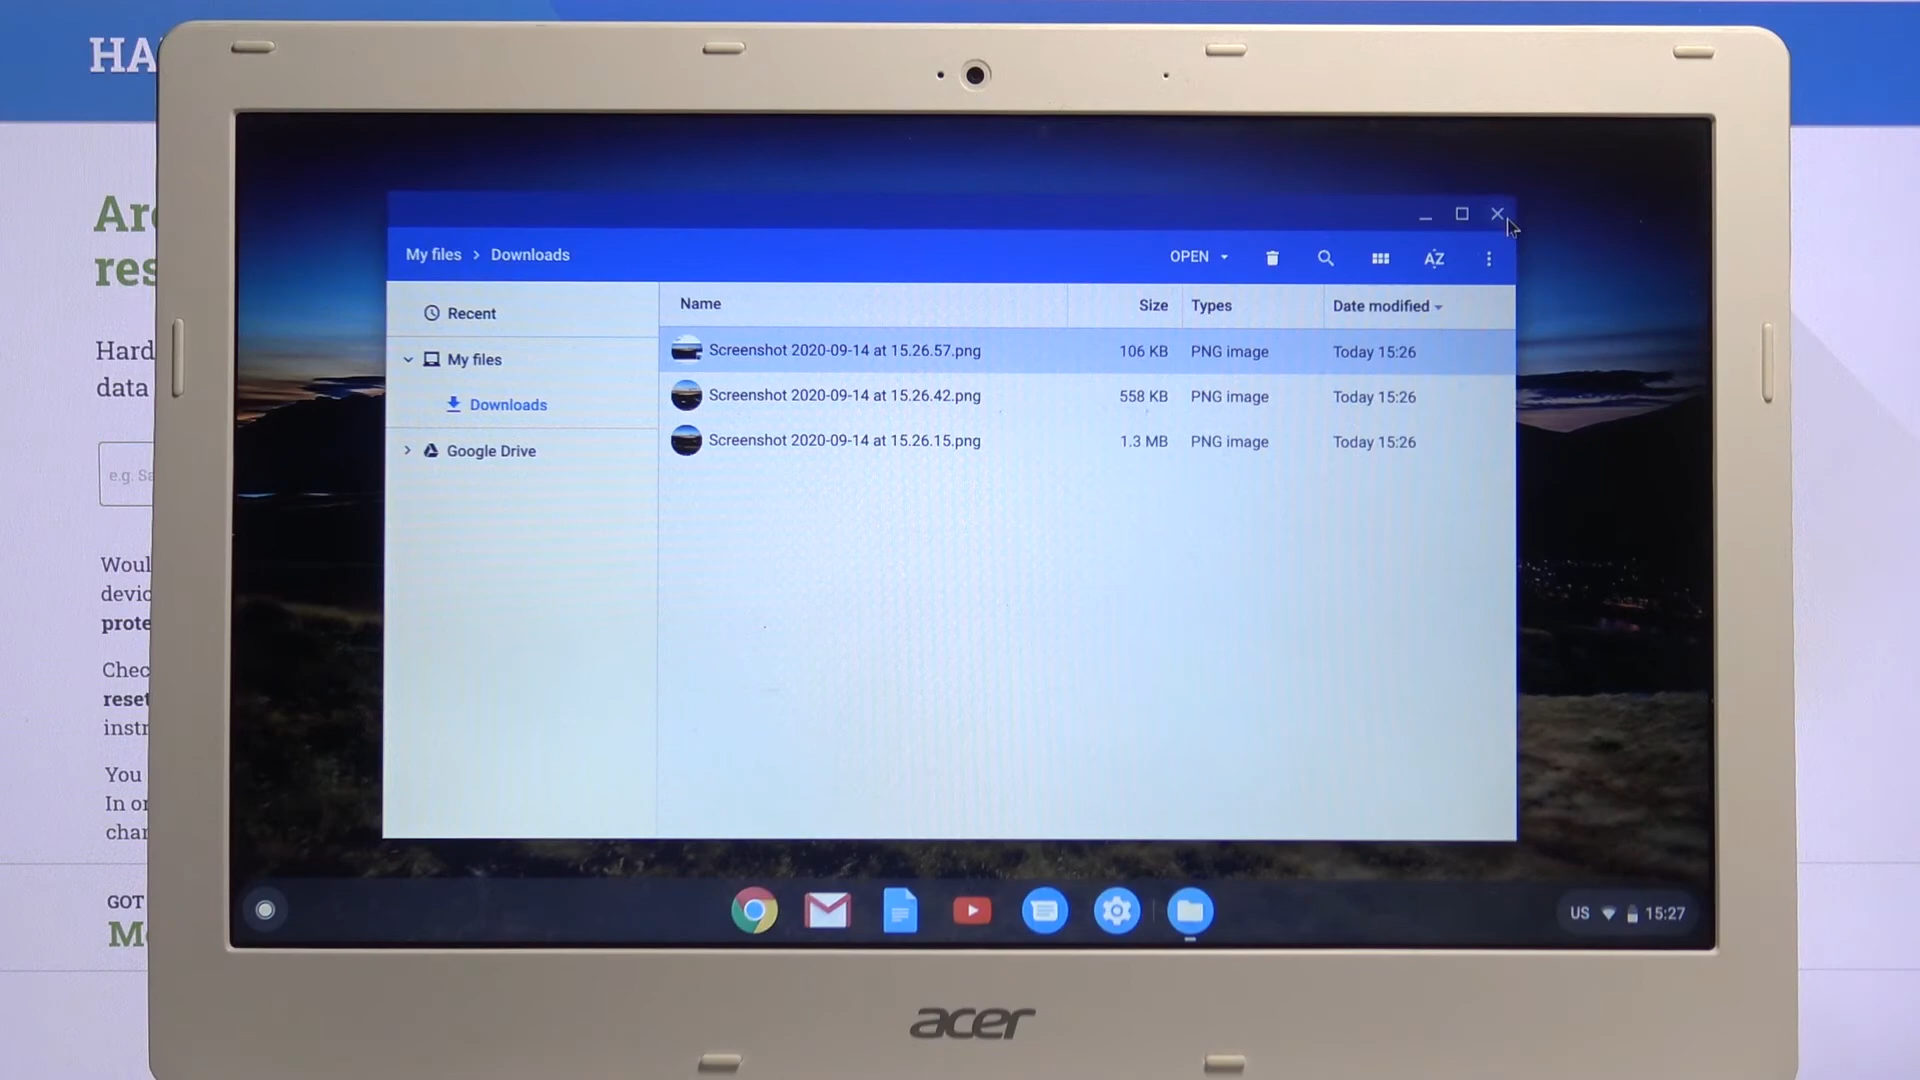 HA
Ard
res
Hard
data
e.g. Sa
Woul
devic
prote
Chec
reset
instr
You
In or
char
GOT
Mo
My files > Downloads
OPEN
AZ
Recent
My files
Downloads
Google Drive
Name Size Types Date modified
Screenshot 2020-09-14 at 15.26.57.png 106 KB PNG image Today 15:26
Screenshot 2020-09-14 at 15.26.42.png 558 KB PNG image Today 15:26
Screenshot 2020-09-14 at 15.26.15.png 1.3 MB PNG image Today 15:26
US 15:27
acer